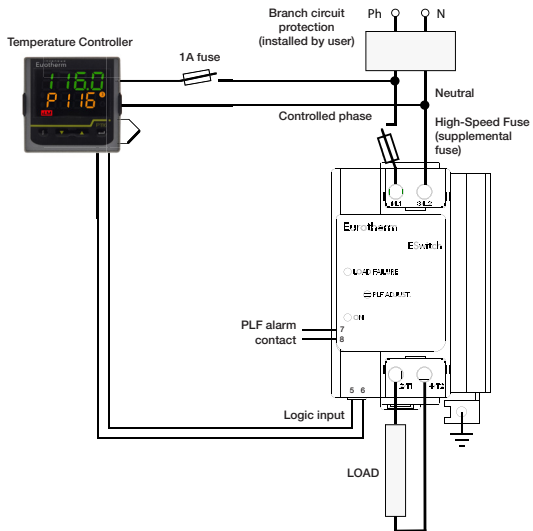 Branch circuit
protection
(installed by user)
Ph
N
Temperature Controller
1A fuse
Eurotherm
116.0
P116
ALM
Neutral
Controlled phase
High-Speed Fuse
(supplemental
fuse)
Eurotherm
ESwitch
LOAD FAILURE
PLF ADJUST.
ON
PLF alarm
contact
7
8
5 6
Logic input
LOAD